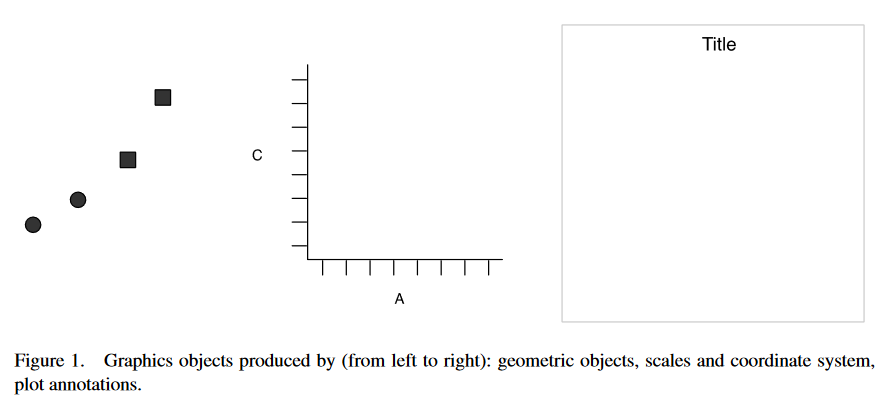 Title
C
A
Figure 1. Graphics objects produced by (from left to right): geometric objects, scales and coordinate system,
plot annotations.